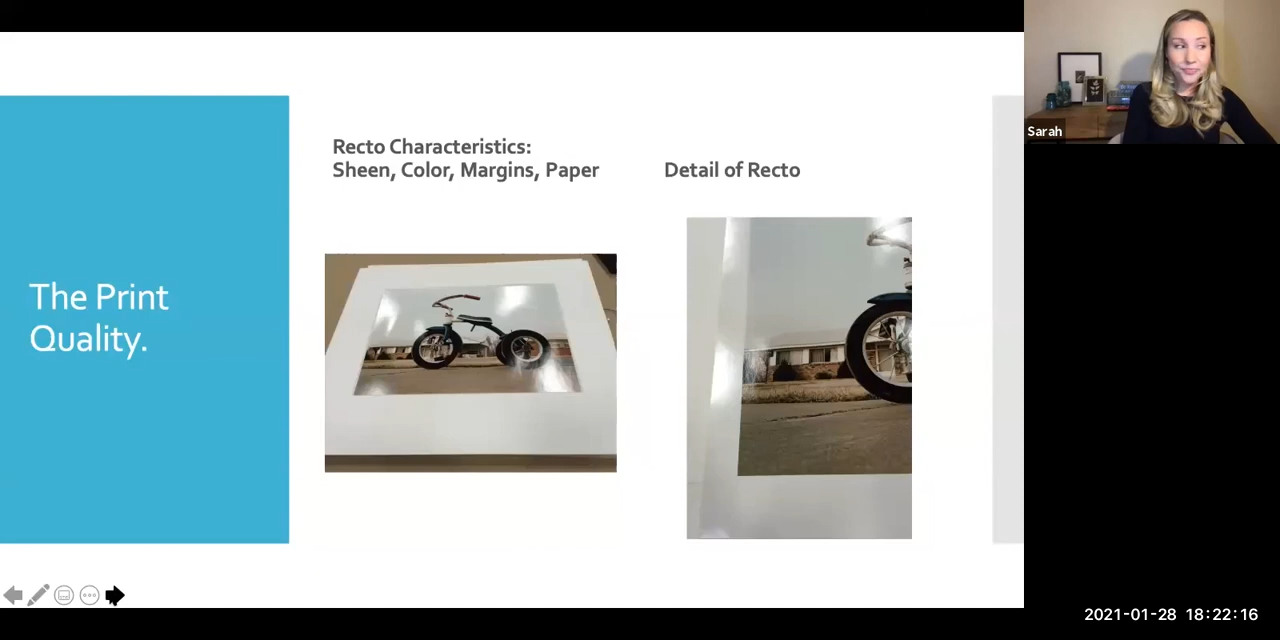 The Print
Quality.
Recto Characteristics:
Sheen, Color, Margins, Paper
Detail of Recto
Sarah
2021-01-28 18:22:16